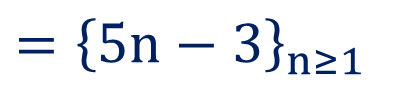 = {5n − 3}ₙ≥₁